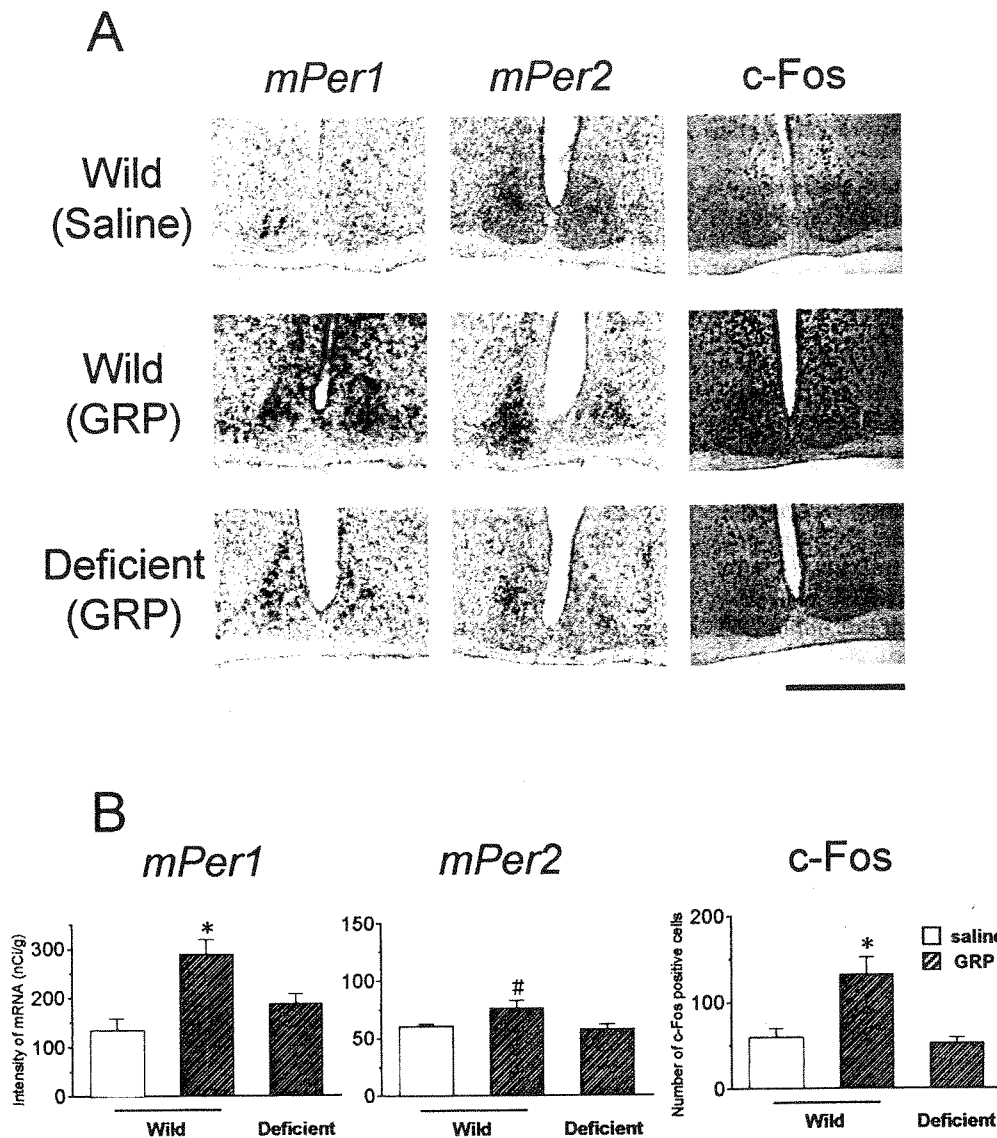 A
mPer1 mPer2 c-Fos
Wild
(Saline)
Wild
(GRP)
Deficient
(GRP)
B
mPer1 mPer2 c-Fos
Intensity of mRNA (nCi/g)
300
200
100
0
*
Wild Deficient
150
100
50
0
#
Wild Deficient
Number of c-Fos positive cells
200
100
0
*
saline
GRP
Wild Deficient